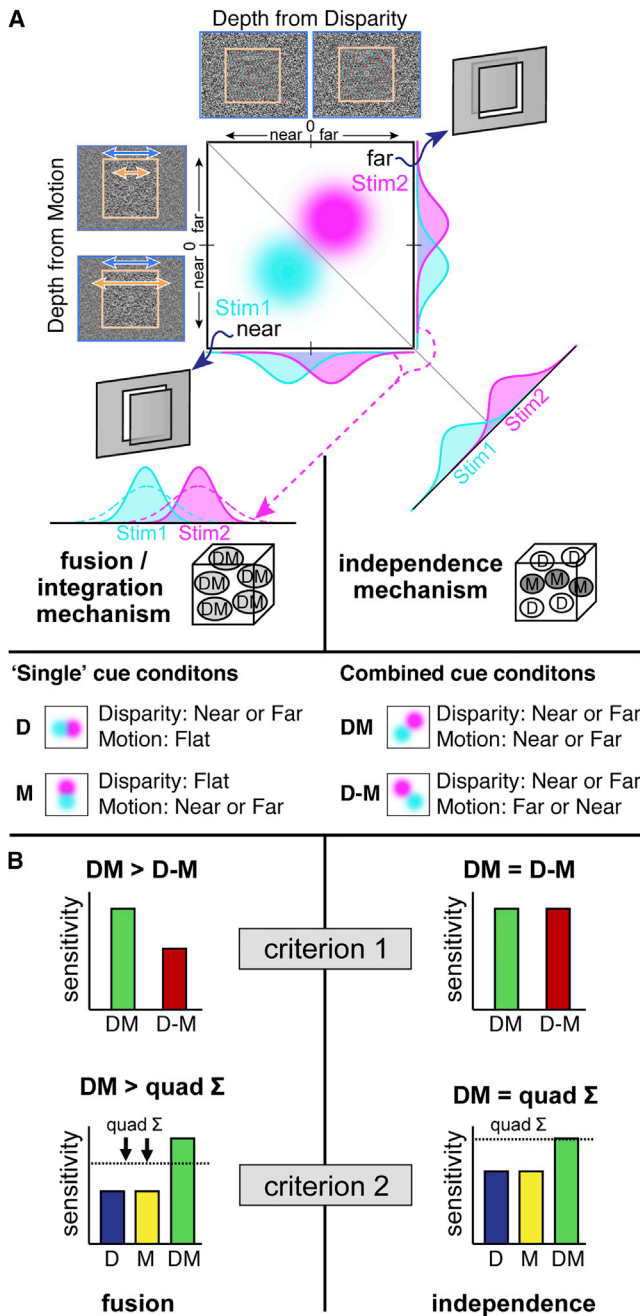 A
Depth from Disparity
0
near far
far
Stim2
Depth from Motion
far
0
near
Stim1
near
Stim1
Stim2
Stim1 Stim2
fusion /
integration
mechanism
DM
DM DM
DM DM
independence
mechanism
D D
M M M
D D
'Single' cue conditons
D
Disparity: Near or Far
Motion: Flat
M
Disparity: Flat
Motion: Near or Far
Combined cue conditons
DM
Disparity: Near or Far
Motion: Near or Far
D-M
Disparity: Near or Far
Motion: Far or Near
B
DM > D-M
sensitivity
DM D-M
criterion 1
DM = D-M
sensitivity
DM D-M
DM > quad Σ
quad Σ
sensitivity
D M DM
fusion
criterion 2
DM = quad Σ
quad Σ
sensitivity
D M DM
independence